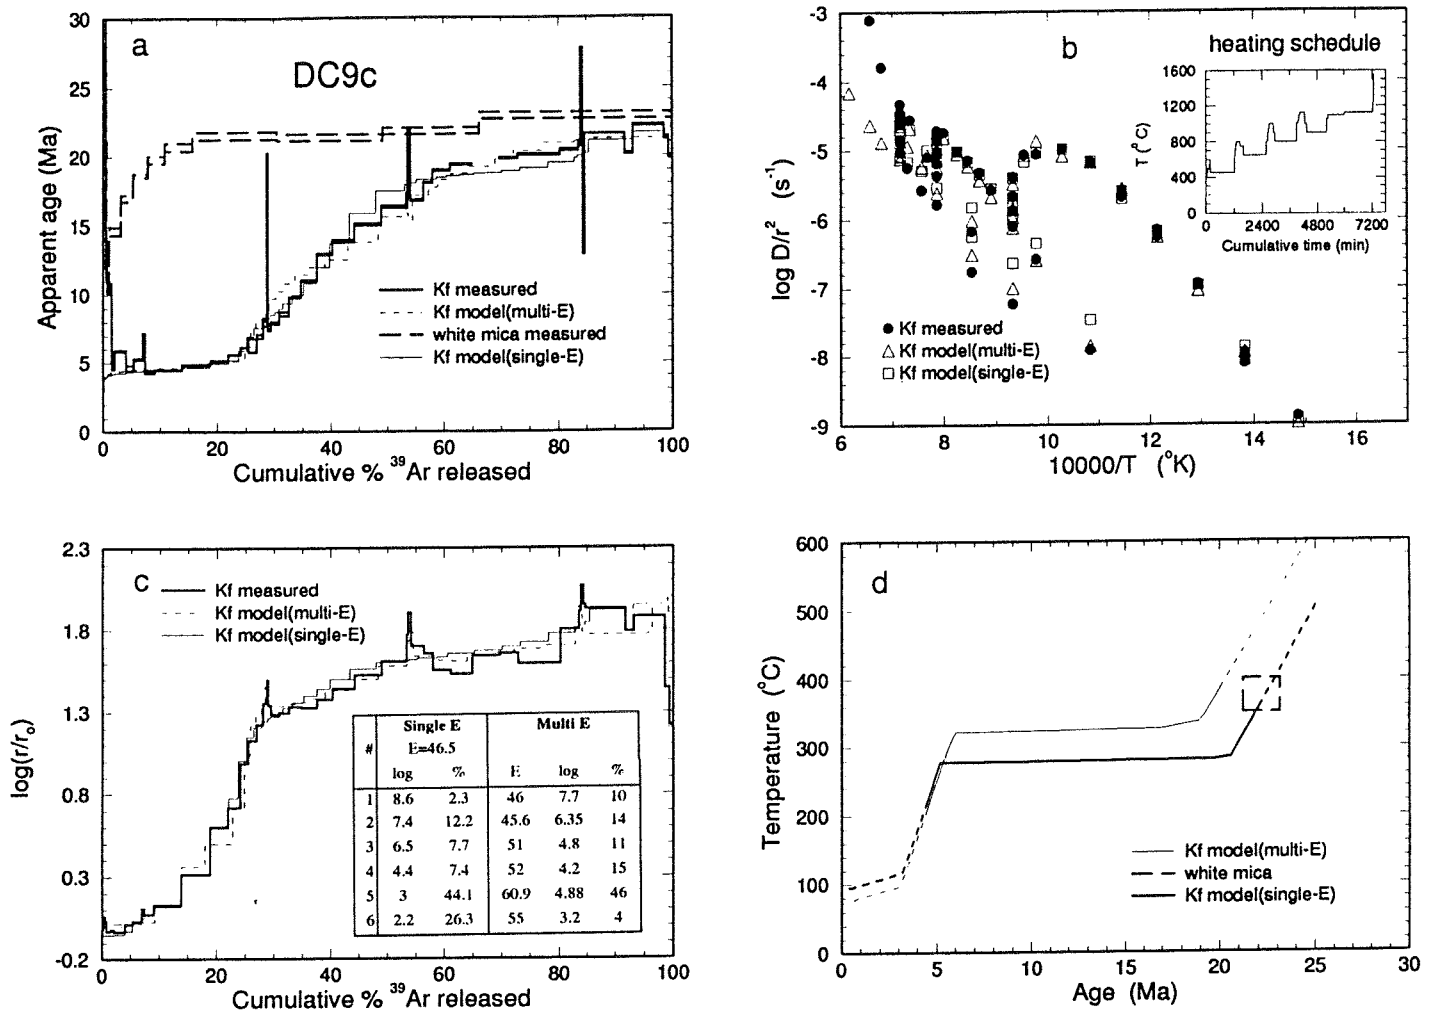 a
DC9c
30
25
20
15
10
5
0
0 20 40 60 80 100
Apparent age (Ma)
Cumulative % ³⁹Ar released
Kf measured
Kf model(multi-E)
white mica measured
Kf model(single-E)
b
-3
-4
-5
-6
-7
-8
-9
6 8 10 12 14 16
log D/r² (s⁻¹)
10000/T (°K)
Kf measured
Kf model(multi-E)
Kf model(single-E)
heating schedule
1600
1200
800
400
0
0 2400 4800 7200
T (°C)
Cumulative time (min)
c
2.3
1.8
1.3
0.8
0.3
-0.2
0 20 40 60 80 100
log(r/r₀)
Cumulative % ³⁹Ar released
Kf measured
Kf model(multi-E)
Kf model(single-E)
Single E Multi E
# E=46.5
log % E log %
1 8.6 2.3 46 7.7 10
2 7.4 12.2 45.6 6.35 14
3 6.5 7.7 51 4.8 11
4 4.4 7.4 52 4.2 15
5 3 44.1 60.9 4.88 46
6 2.2 26.3 55 3.2 4
d
600
500
400
300
200
100
0
0 5 10 15 20 25 30
Temperature (°C)
Age (Ma)
Kf model(multi-E)
white mica
Kf model(single-E)